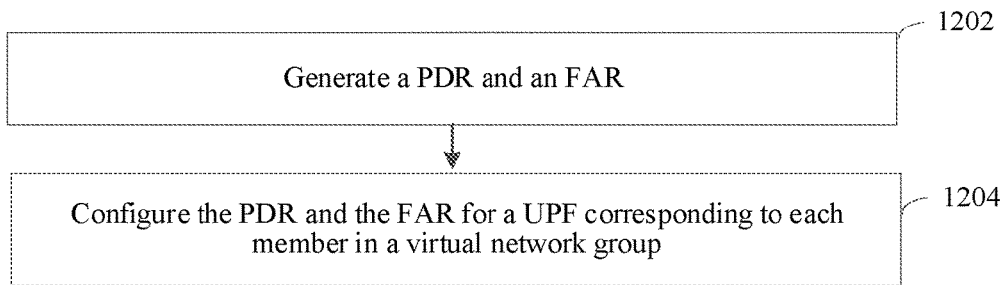 1202
Generate a PDR and an FAR
1204
Configure the PDR and the FAR for a UPF corresponding to each
member in a virtual network group